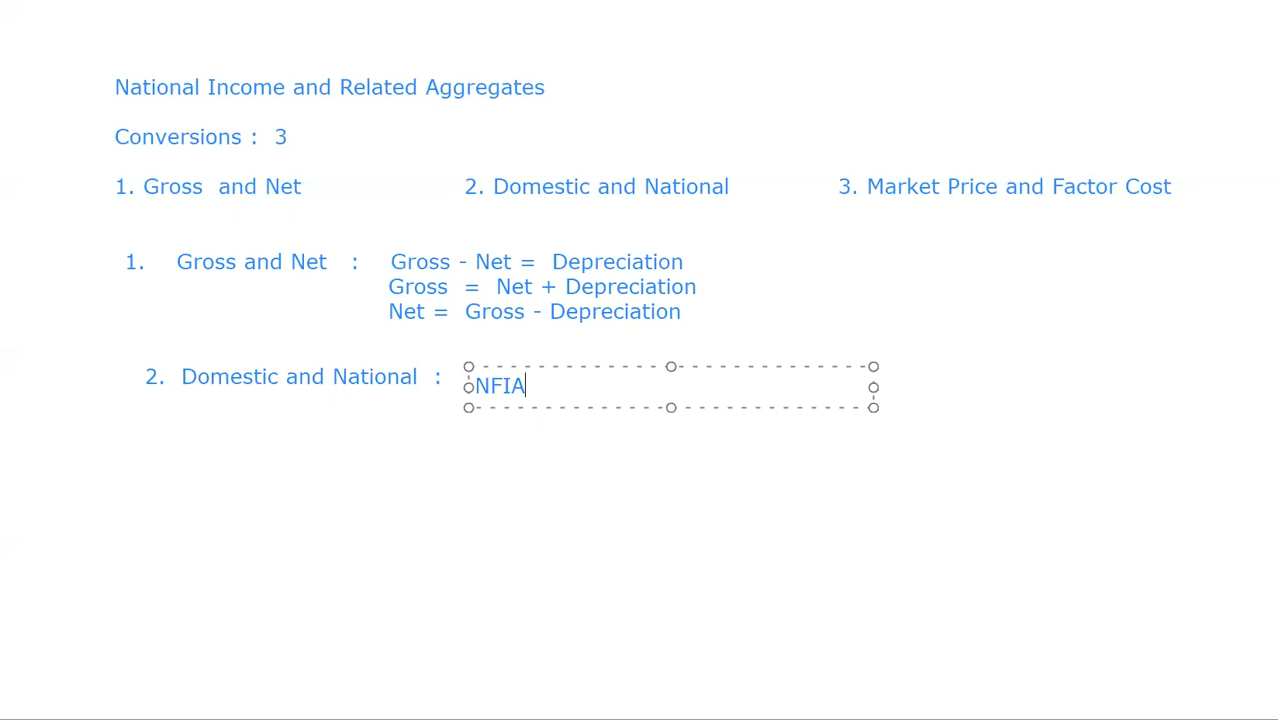 National Income and Related Aggregates
Conversions :  3
1. Gross  and Net
2. Domestic and National
3. Market Price and Factor Cost
1.    Gross and Net   :    Gross - Net =  Depreciation
Gross  =  Net + Depreciation
Net =  Gross - Depreciation
2.  Domestic and National  :  NFIA